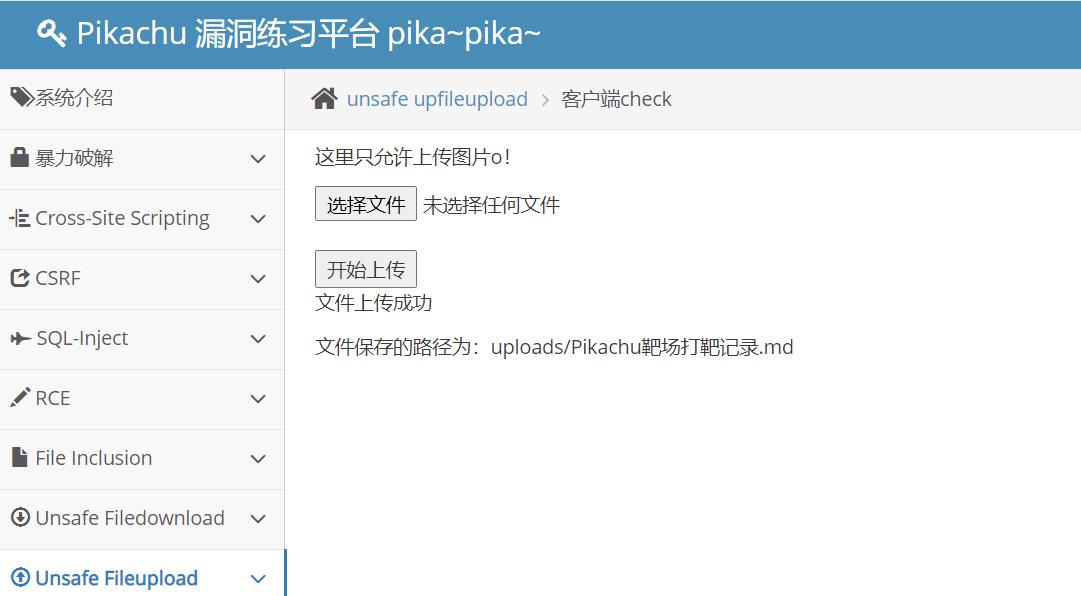 Pikachu 漏洞练习平台 pika~pika~
系统介绍
暴力破解
Cross-Site Scripting
CSRF
SQL-Inject
RCE
File Inclusion
Unsafe Filedownload
Unsafe Fileupload
unsafe upfileupload > 客户端check
这里只允许上传图片o！
选择文件 未选择任何文件
开始上传
文件上传成功
文件保存的路径为：uploads/Pikachu靶场打靶记录.md